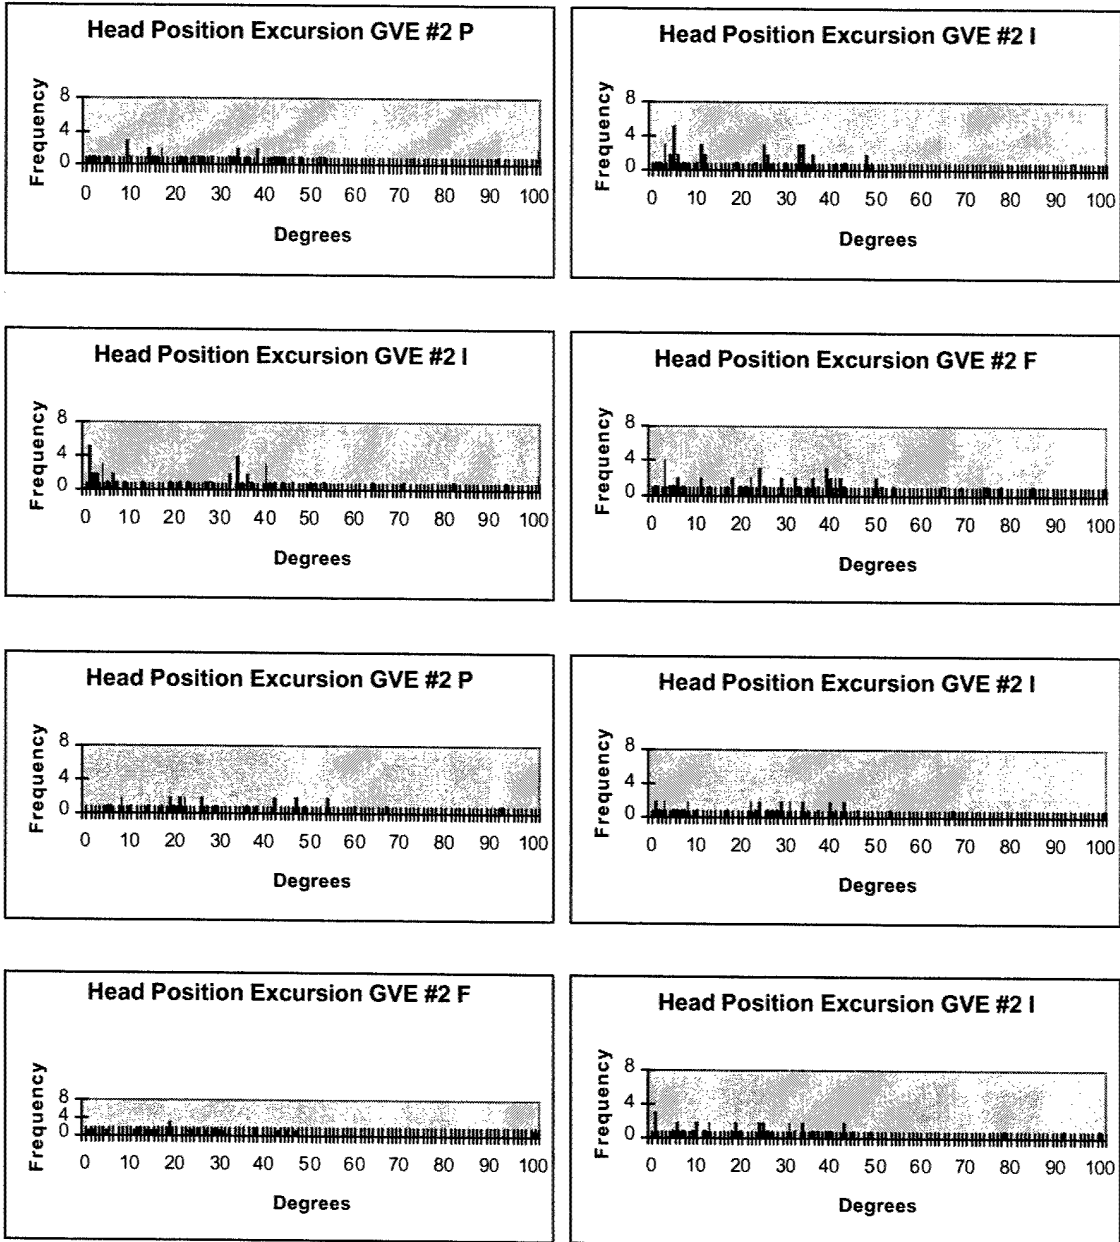 Head Position Excursion GVE #2 P
Frequency
8
4
0
0 10 20 30 40 50 60 70 80 90 100
Degrees
Head Position Excursion GVE #2 I
Frequency
8
4
0
0 10 20 30 40 50 60 70 80 90 100
Degrees
Head Position Excursion GVE #2 I
Frequency
8
4
0
0 10 20 30 40 50 60 70 80 90 100
Degrees
Head Position Excursion GVE #2 F
Frequency
8
4
0
0 10 20 30 40 50 60 70 80 90 100
Degrees
Head Position Excursion GVE #2 P
Frequency
8
4
0
0 10 20 30 40 50 60 70 80 90 100
Degrees
Head Position Excursion GVE #2 I
Frequency
8
4
0
0 10 20 30 40 50 60 70 80 90 100
Degrees
Head Position Excursion GVE #2 F
Frequency
8
4
0
0 10 20 30 40 50 60 70 80 90 100
Degrees
Head Position Excursion GVE #2 I
Frequency
8
4
0
0 10 20 30 40 50 60 70 80 90 100
Degrees